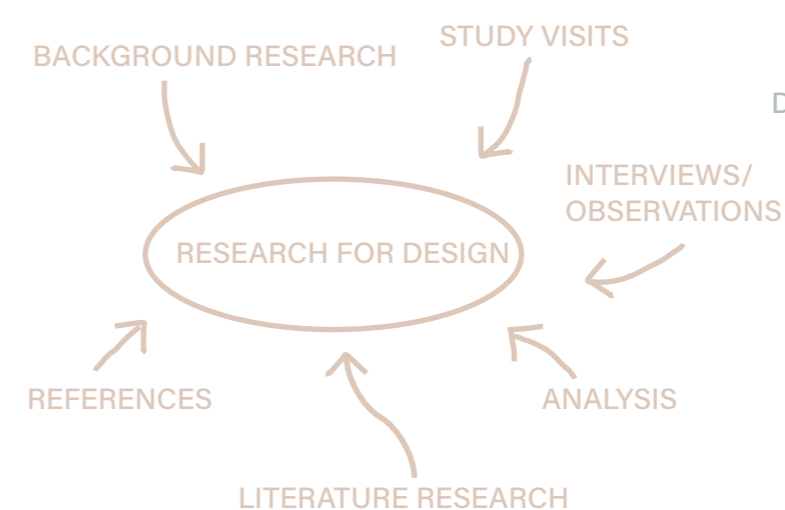 STUDY VISITS
BACKGROUND RESEARCH
D
INTERVIEWS/
OBSERVATIONS
RESEARCH FOR DESIGN
REFERENCES
ANALYSIS
LITERATURE RESEARCH